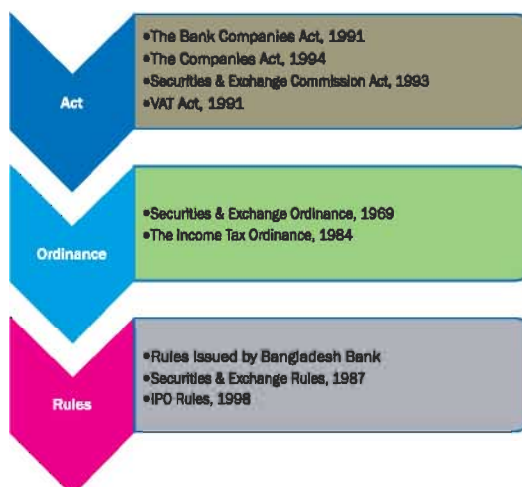 Act
•The Bank Companies Act, 1991
•The Companies Act, 1994
•Securities & Exchange Commission Act, 1993
•VAT Act, 1991
Ordinance
•Securities & Exchange Ordinance, 1969
•The Income Tax Ordinance, 1984
Rules
•Rules Issued by Bangladesh Bank
•Securities & Exchange Rules, 1987
•IPO Rules, 1998